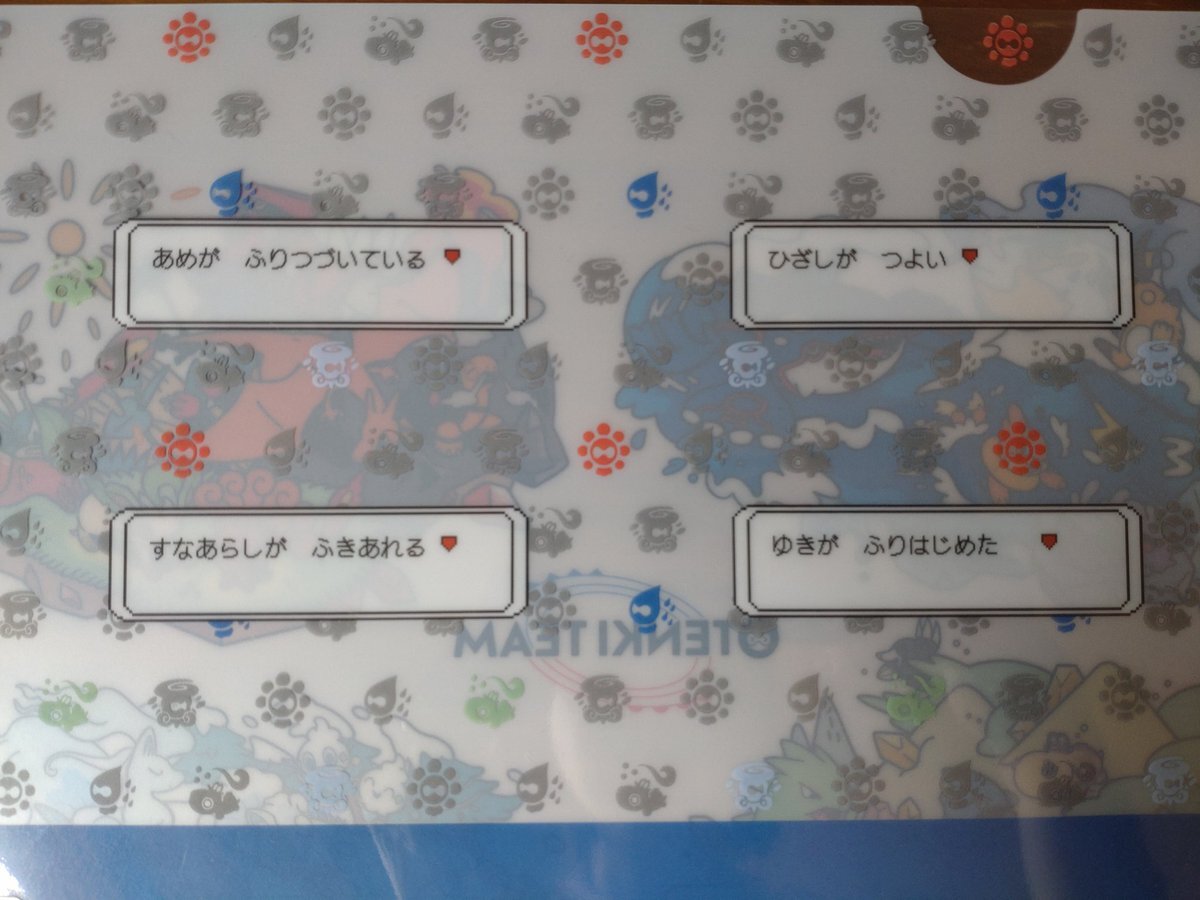 あめが　ふりつづいている
ひざしが　つよい
すなあらしが　ふきあれる
ゆきが　ふりはじめた
OTENKI TEAM